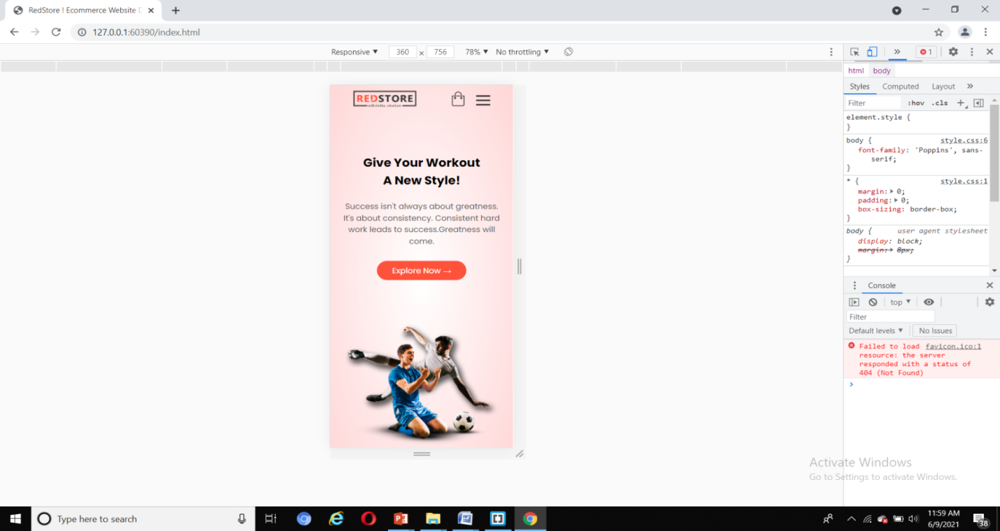 RedStore ! Ecommerce Website
127.0.0.1:60390/index.html
Responsive 360 x 756 78% No throttling
1
html body
Styles Computed Layout
Filter :hov .cls
element.style {
}
body { style.css:6
font-family: 'Poppins', sans-
serif;
}
* { style.css:1
margin: 0;
padding: 0;
box-sizing: border-box;
}
body { user agent stylesheet
display: block;
margin: 8px;
}
Console
top
Filter
Default levels No Issues
Failed to load favicon.ico:1
resource: the server
responded with a status of
404 (Not Found)
REDSTORE
Give Your Workout
A New Style!
Success isn't always about greatness.
It's about consistency. Consistent hard
work leads to success.Greatness will
come.
Explore Now →
Activate Windows
Go to Settings to activate Windows.
Type here to search
11:59 AM
6/9/2021
38